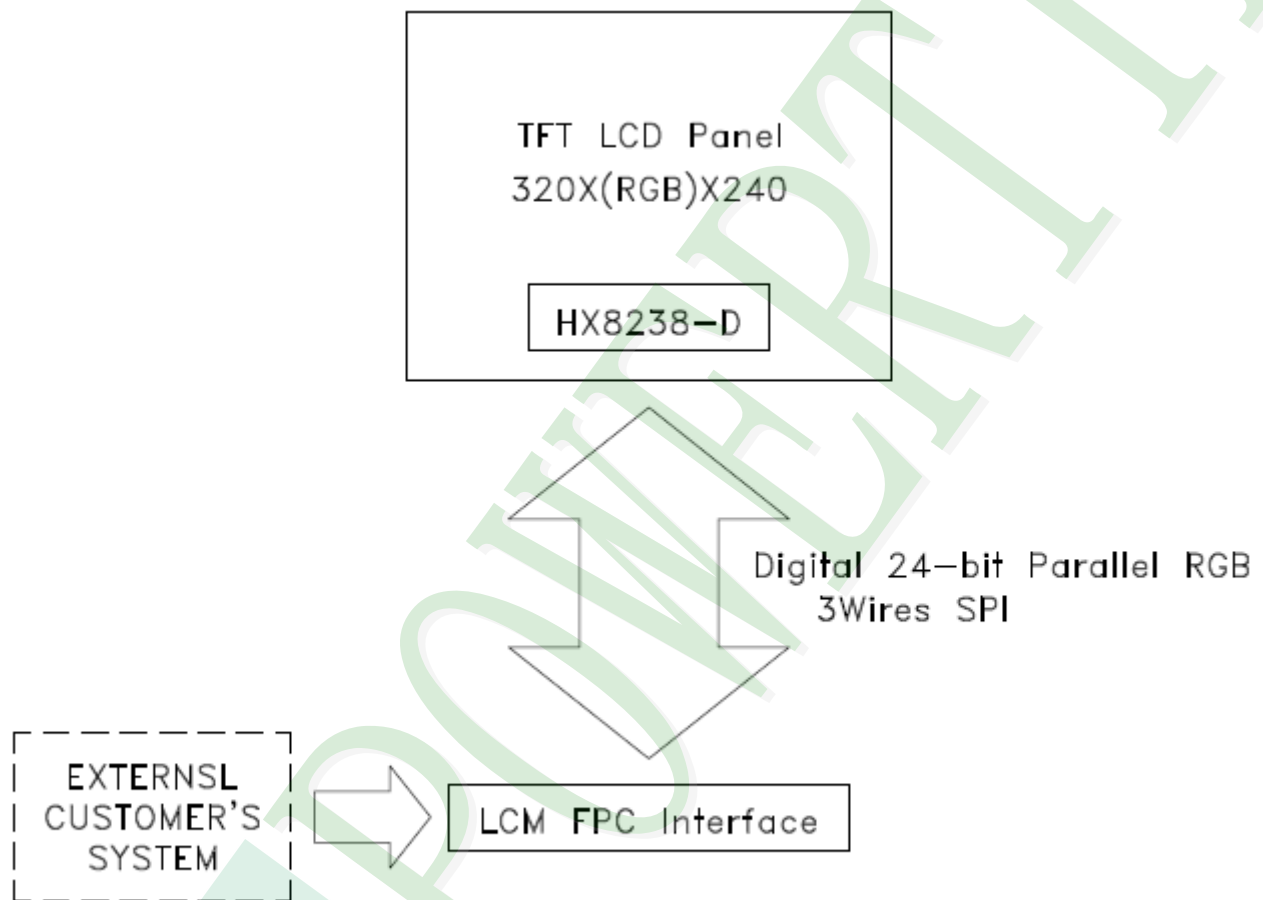 TFT LCD Panel
320X(RGB)X240
HX8238-D
Digital 24-bit Parallel RGB
3Wires SPI
EXTERNSL
CUSTOMER'S
SYSTEM
LCM FPC Interface
POWERTI